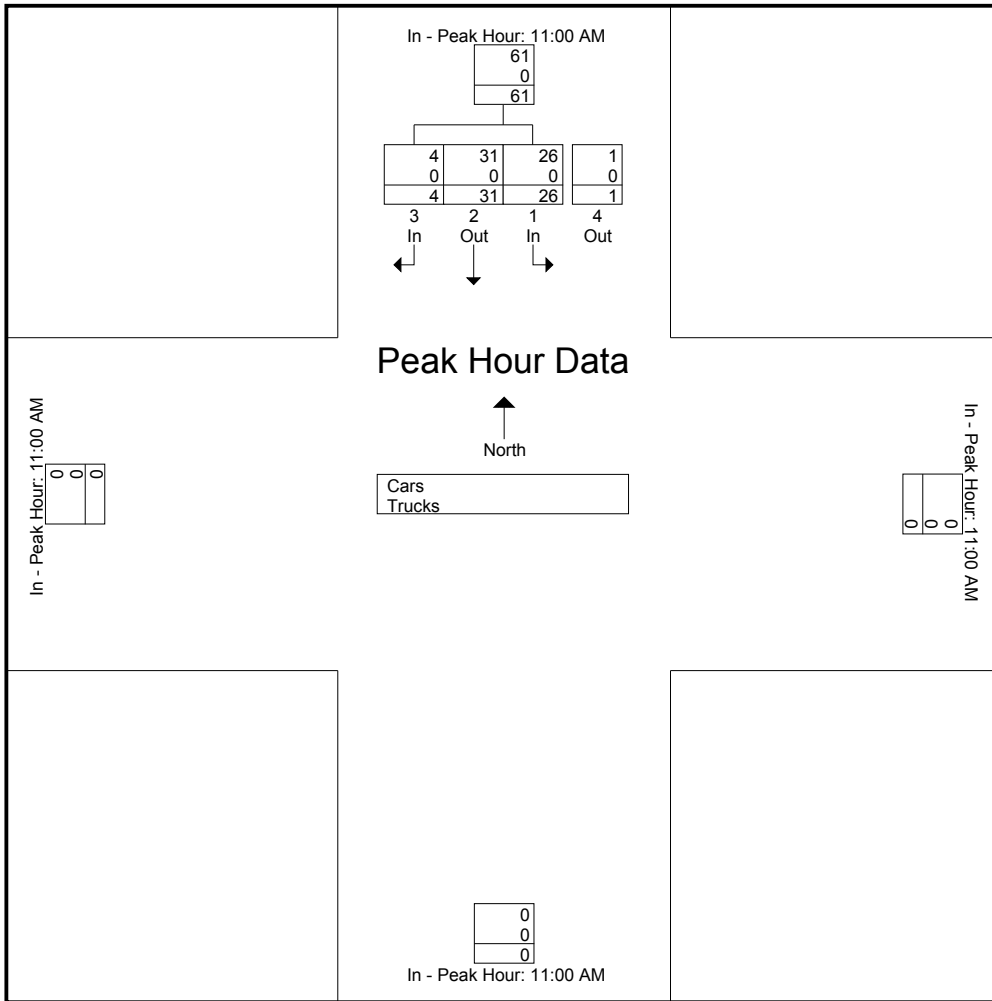 In - Peak Hour: 11:00 AM
61
0
61
4 31 26 1
0 0 0 0
4 31 26 1
3 2 1 4
In Out In Out
Peak Hour Data
North
In - Peak Hour: 11:00 AM
0
0
0
Cars
Trucks
In - Peak Hour: 11:00 AM
0
0
0
0
0
0
In - Peak Hour: 11:00 AM